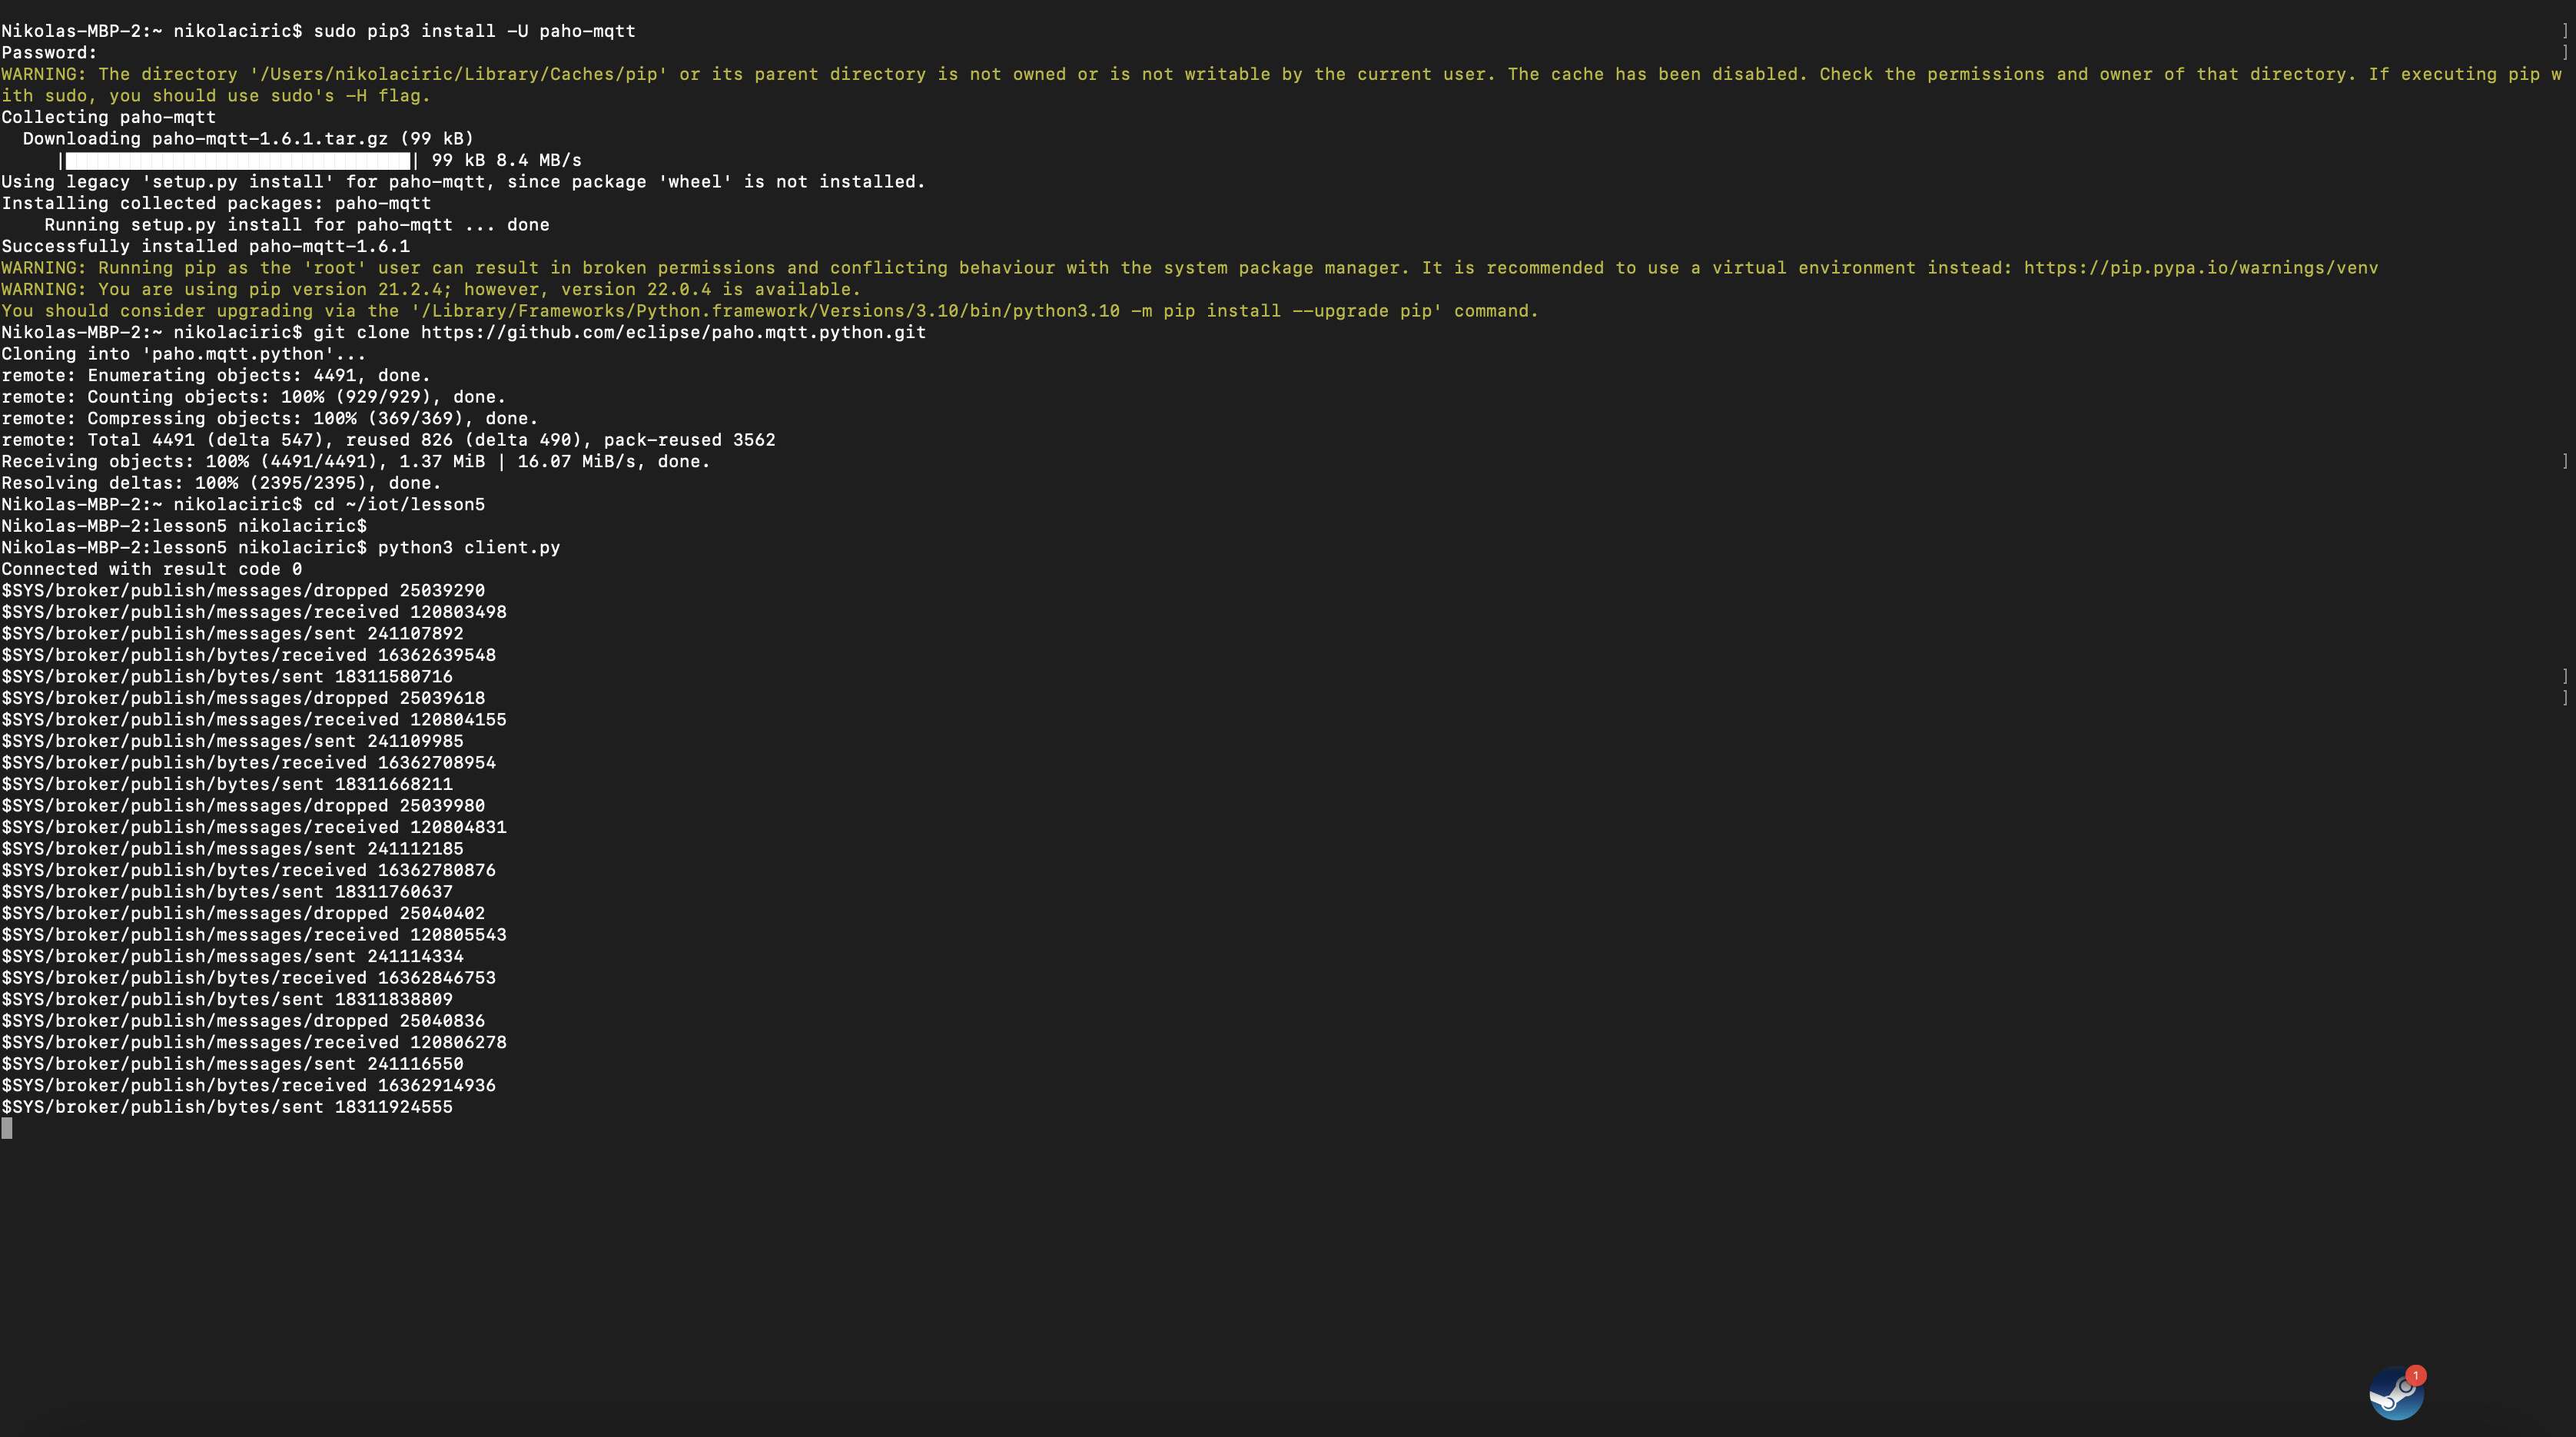 Nikolas-MBP-2:~ nikolaciric$ sudo pip3 install -U paho-mqtt ]
Password: ]
WARNING: The directory '/Users/nikolaciric/Library/Caches/pip' or its parent directory is not owned or is not writable by the current user. The cache has been disabled. Check the permissions and owner of that directory. If executing pip w
ith sudo, you should use sudo's -H flag.
Collecting paho-mqtt
  Downloading paho-mqtt-1.6.1.tar.gz (99 kB)
     |████████████████████████████████| 99 kB 8.4 MB/s
Using legacy 'setup.py install' for paho-mqtt, since package 'wheel' is not installed.
Installing collected packages: paho-mqtt
    Running setup.py install for paho-mqtt ... done
Successfully installed paho-mqtt-1.6.1
WARNING: Running pip as the 'root' user can result in broken permissions and conflicting behaviour with the system package manager. It is recommended to use a virtual environment instead: https://pip.pypa.io/warnings/venv
WARNING: You are using pip version 21.2.4; however, version 22.0.4 is available.
You should consider upgrading via the '/Library/Frameworks/Python.framework/Versions/3.10/bin/python3.10 -m pip install --upgrade pip' command.
Nikolas-MBP-2:~ nikolaciric$ git clone https://github.com/eclipse/paho.mqtt.python.git
Cloning into 'paho.mqtt.python'...
remote: Enumerating objects: 4491, done.
remote: Counting objects: 100% (929/929), done.
remote: Compressing objects: 100% (369/369), done.
remote: Total 4491 (delta 547), reused 826 (delta 490), pack-reused 3562
Receiving objects: 100% (4491/4491), 1.37 MiB | 16.07 MiB/s, done. ]
Resolving deltas: 100% (2395/2395), done.
Nikolas-MBP-2:~ nikolaciric$ cd ~/iot/lesson5
Nikolas-MBP-2:lesson5 nikolaciric$
Nikolas-MBP-2:lesson5 nikolaciric$ python3 client.py
Connected with result code 0
$SYS/broker/publish/messages/dropped 25039290
$SYS/broker/publish/messages/received 120803498
$SYS/broker/publish/messages/sent 241107892
$SYS/broker/publish/bytes/received 16362639548
$SYS/broker/publish/bytes/sent 18311580716 ]
$SYS/broker/publish/messages/dropped 25039618 ]
$SYS/broker/publish/messages/received 120804155
$SYS/broker/publish/messages/sent 241109985
$SYS/broker/publish/bytes/received 16362708954
$SYS/broker/publish/bytes/sent 18311668211
$SYS/broker/publish/messages/dropped 25039980
$SYS/broker/publish/messages/received 120804831
$SYS/broker/publish/messages/sent 241112185
$SYS/broker/publish/bytes/received 16362780876
$SYS/broker/publish/bytes/sent 18311760637
$SYS/broker/publish/messages/dropped 25040402
$SYS/broker/publish/messages/received 120805543
$SYS/broker/publish/messages/sent 241114334
$SYS/broker/publish/bytes/received 16362846753
$SYS/broker/publish/bytes/sent 18311838809
$SYS/broker/publish/messages/dropped 25040836
$SYS/broker/publish/messages/received 120806278
$SYS/broker/publish/messages/sent 241116550
$SYS/broker/publish/bytes/received 16362914936
$SYS/broker/publish/bytes/sent 18311924555
1